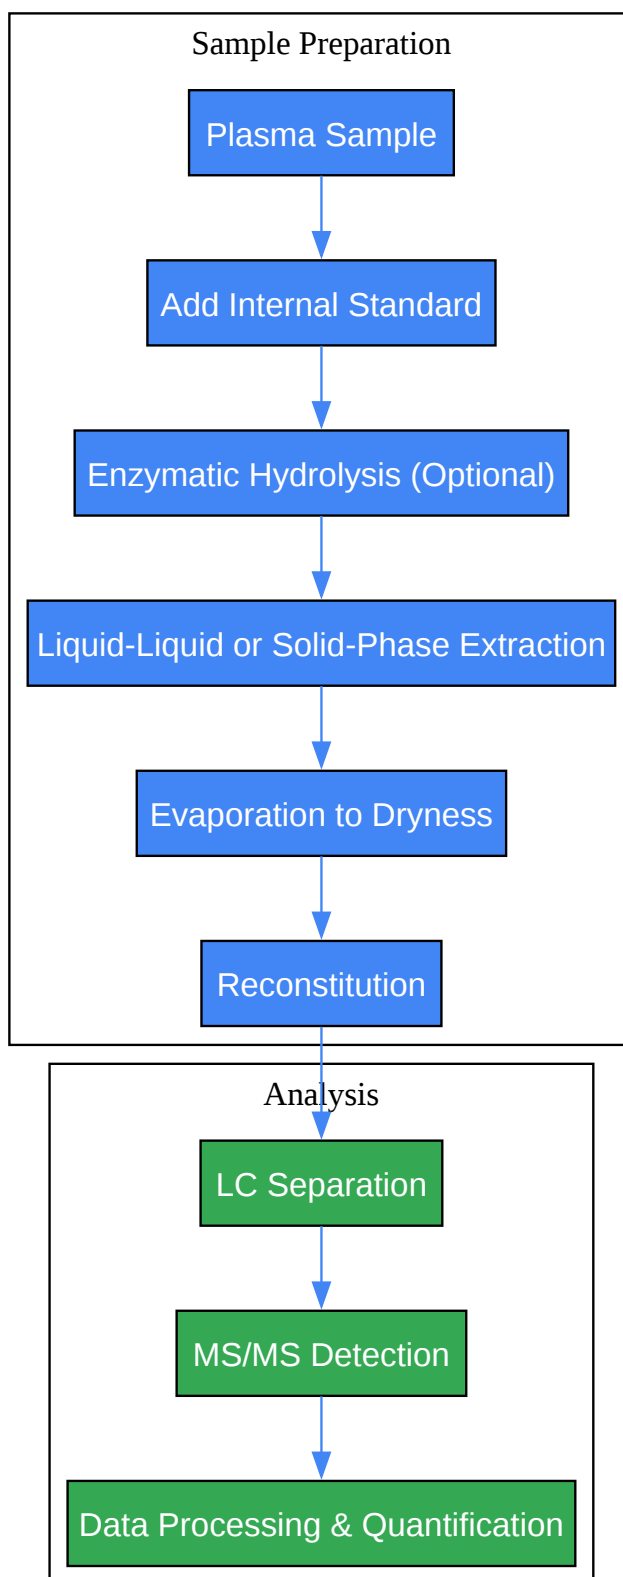 Sample Preparation
Plasma Sample
Add Internal Standard
Enzymatic Hydrolysis (Optional)
Liquid-Liquid or Solid-Phase Extraction
Evaporation to Dryness
Reconstitution
Analysis
LC Separation
MS/MS Detection
Data Processing & Quantification